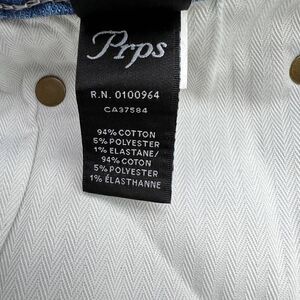 Prps
R.N. 0100964
CA37584
94% COTTON
5% POLYESTER
1% ELASTANE/
94% COTON
5% POLYESTER
1% ÉLASTHANNE